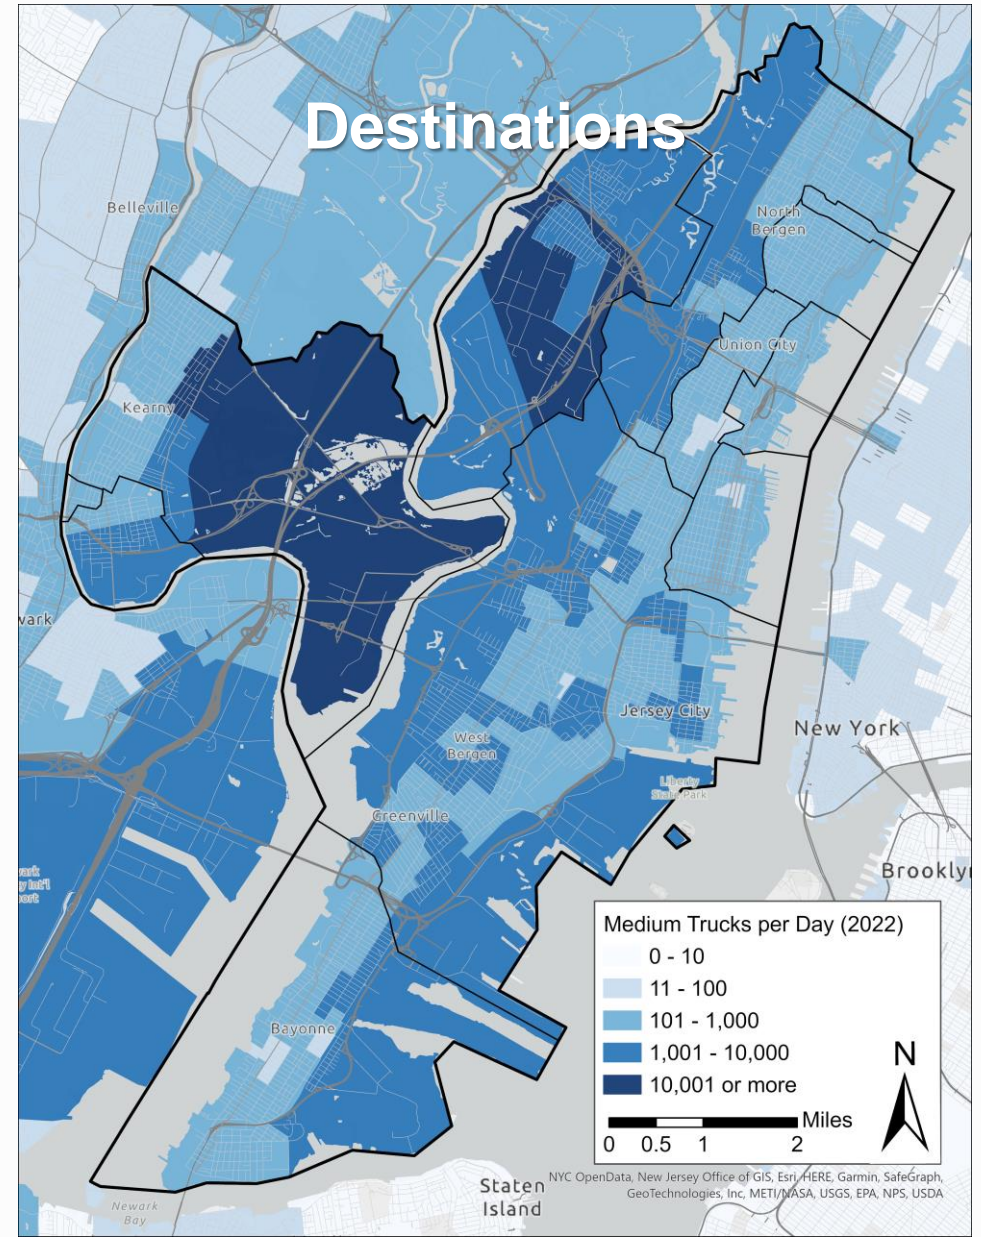 Destinations
Belleville
North
Bergen
Union City
Kearny
wark
Jersey City
New York
West
Bergen
Liberty
State Park
Greenville
Brooklyn
ark
y Int'l
ort
Bayonne
Medium Trucks per Day (2022)
0 - 10
11 - 100
101 - 1,000
1,001 - 10,000
10,001 or more
N
Miles
0 0.5 1 2
Staten
Island
Newark
Bay
NYC OpenData, New Jersey Office of GIS, Esri, HERE, Garmin, SafeGraph,
GeoTechnologies, Inc, METI/NASA, USGS, EPA, NPS, USDA